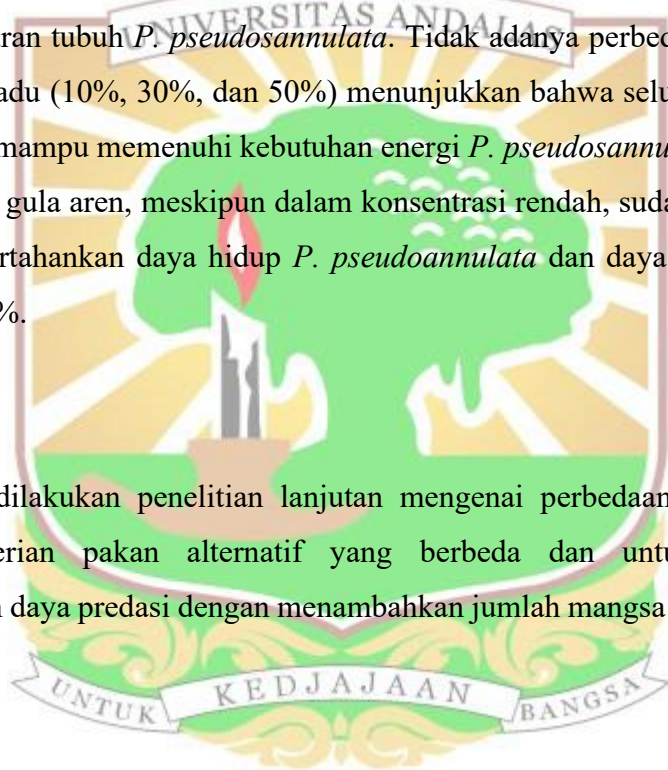 UNIVERSITAS ANDALAS
ran tubuh P. pseudosannulata. Tidak adanya perbed
adu (10%, 30%, dan 50%) menunjukkan bahwa selu
mampu memenuhi kebutuhan energi P. pseudosannu
gula aren, meskipun dalam konsentrasi rendah, suda
ertahankan daya hidup P. pseudoannulata dan daya
%.
dilakukan penelitian lanjutan mengenai perbedaan
erian pakan alternatif yang berbeda dan untu
daya predasi dengan menambahkan jumlah mangsa
UNTUK KEDJAJAAN BANGSA